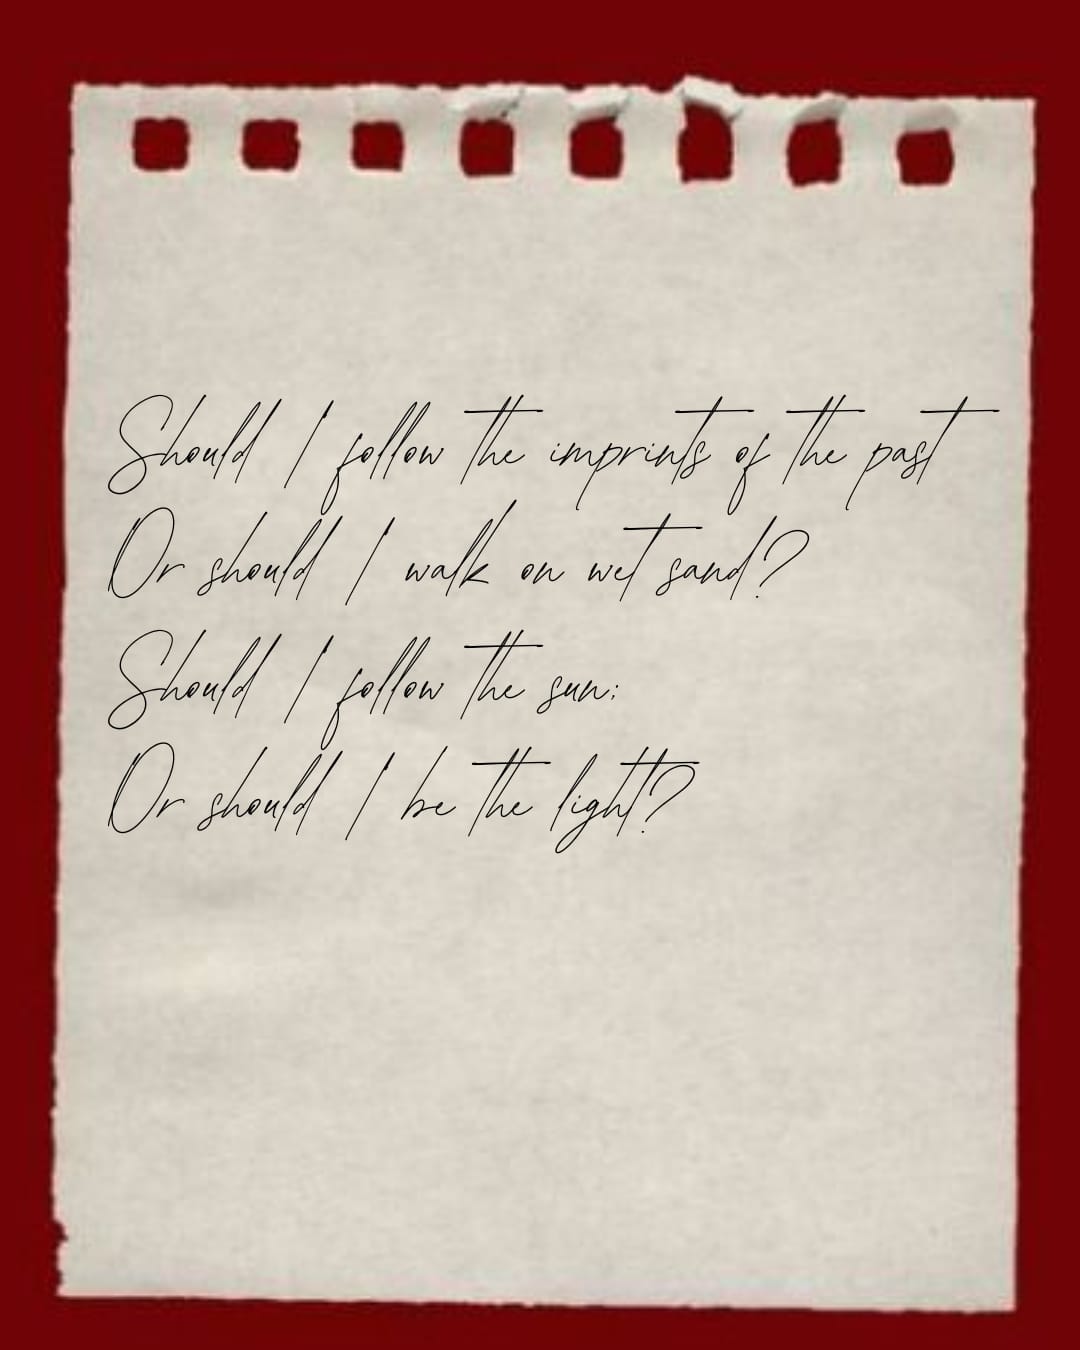 Should I follow the imprints of the past
Or should I walk on wet sand?
Should I follow the sun;
Or should I be the light?